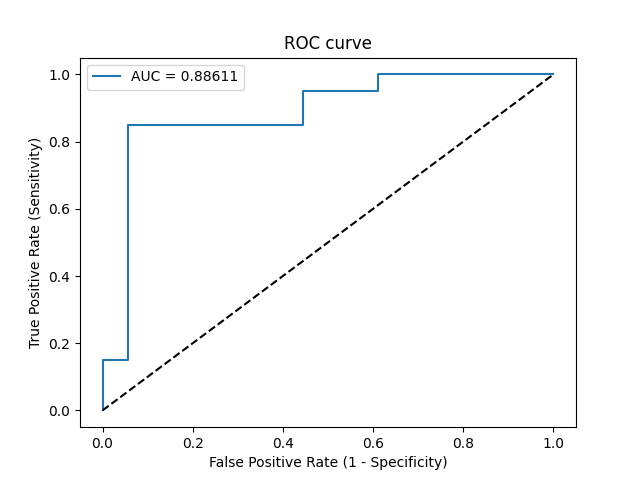 ROC curve
AUC = 0.88611
True Positive Rate (Sensitivity)
1.0
0.8
0.6
0.4
0.2
0.0
0.0 0.2 0.4 0.6 0.8 1.0
False Positive Rate (1 - Specificity)